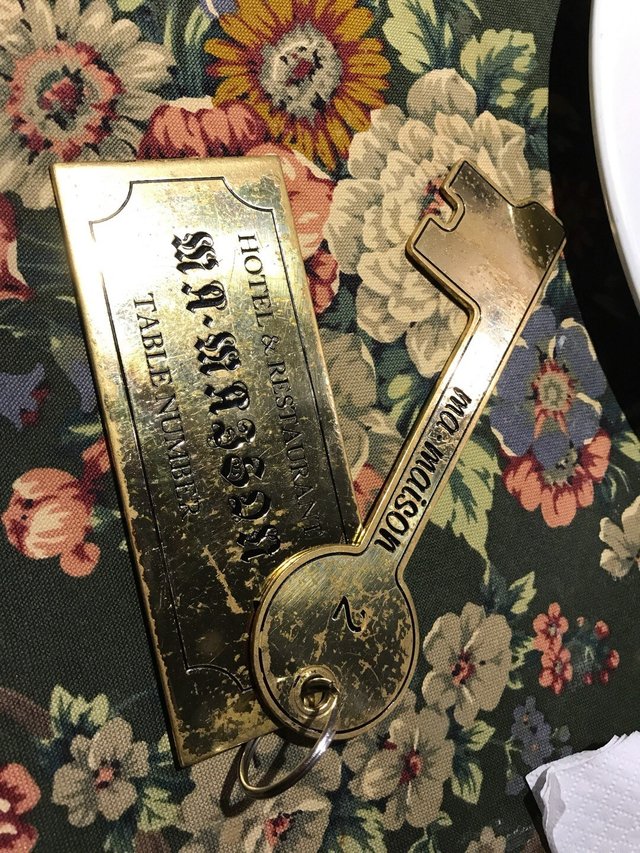 HOTEL & RESTAURANT
MA·MAISON
TABLE NUMBER
ma·maison
2